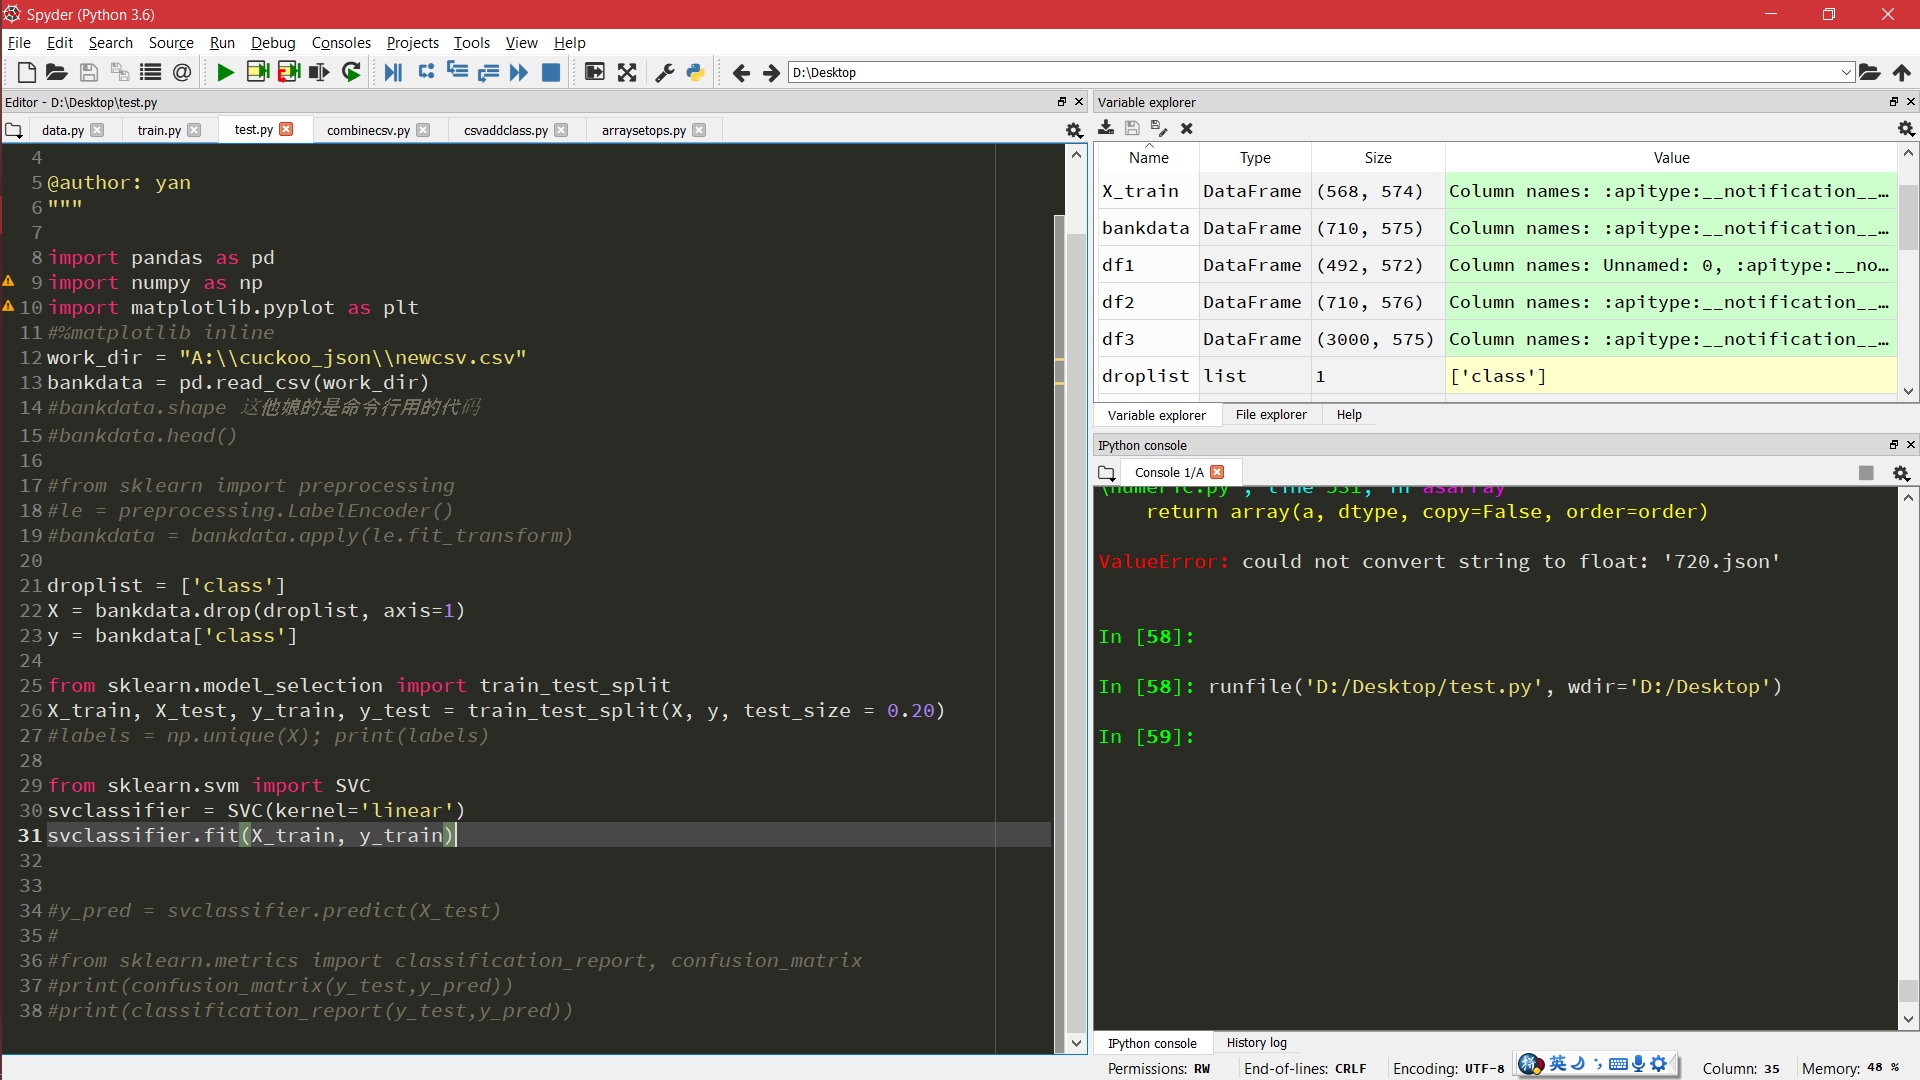 Spyder (Python 3.6)
File Edit Search Source Run Debug Consoles Projects Tools View Help
D:\Desktop
Editor - D:\Desktop\test.py
data.py train.py test.py combinecsv.py csvaddclass.py arraysetops.py
4
5 @author: yan
6 """
7
8 import pandas as pd
9 import numpy as np
10 import matplotlib.pyplot as plt
11 #%matplotlib inline
12 work_dir = "A:\\cuckoo_json\\newcsv.csv"
13 bankdata = pd.read_csv(work_dir)
14 #bankdata.shape 这他娘的是命令行用的代码
15 #bankdata.head()
16
17 #from sklearn import preprocessing
18 #le = preprocessing.LabelEncoder()
19 #bankdata = bankdata.apply(le.fit_transform)
20
21 droplist = ['class']
22 X = bankdata.drop(droplist, axis=1)
23 y = bankdata['class']
24
25 from sklearn.model_selection import train_test_split
26 X_train, X_test, y_train, y_test = train_test_split(X, y, test_size = 0.20)
27 #labels = np.unique(X); print(labels)
28
29 from sklearn.svm import SVC
30 svclassifier = SVC(kernel='linear')
31 svclassifier.fit(X_train, y_train)
32
33
34 #y_pred = svclassifier.predict(X_test)
35 #
36 #from sklearn.metrics import classification_report, confusion_matrix
37 #print(confusion_matrix(y_test,y_pred))
38 #print(classification_report(y_test,y_pred))
Variable explorer
Name Type Size Value
X_train DataFrame (568, 574) Column names: :apitype:__notification__…
bankdata DataFrame (710, 575) Column names: :apitype:__notification__…
df1 DataFrame (492, 572) Column names: Unnamed: 0, :apitype:__no…
df2 DataFrame (710, 576) Column names: :apitype:__notification__…
df3 DataFrame (3000, 575) Column names: :apitype:__notification__…
droplist list 1 ['class']
Variable explorer File explorer Help
IPython console
Console 1/A
\numeric.py", line 531, in asarray
return array(a, dtype, copy=False, order=order)
ValueError: could not convert string to float: '720.json'
In [58]:
In [58]: runfile('D:/Desktop/test.py', wdir='D:/Desktop')
In [59]:
IPython console History log
Permissions: RW End-of-lines: CRLF Encoding: UTF-8 英 Column: 35 Memory: 48 %